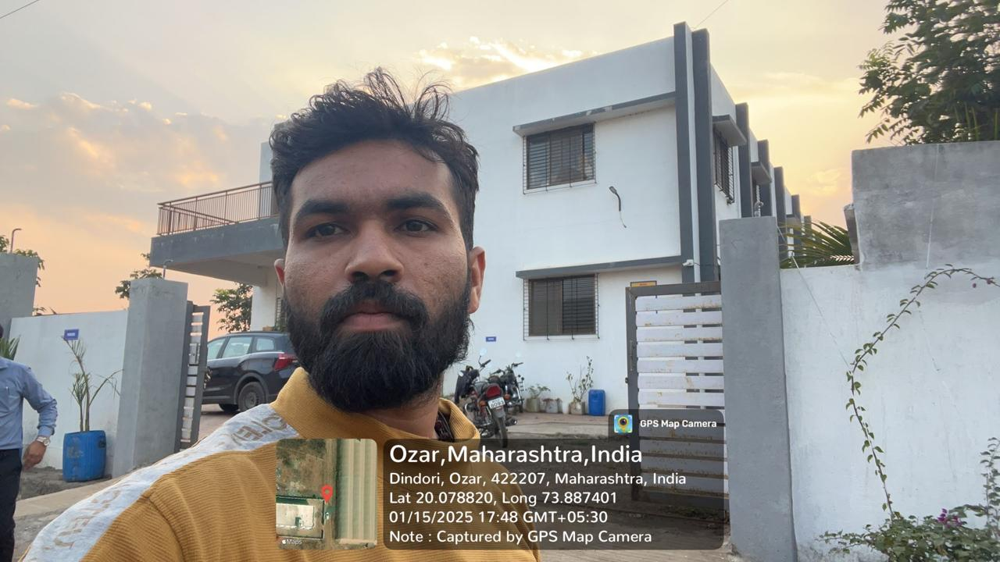 GPS Map Camera
Ozar,Maharashtra,India
Dindori, Ozar, 422207, Maharashtra, India
Lat 20.078820, Long 73.887401
01/15/2025 17:48 GMT+05:30
Note : Captured by GPS Map Camera
Maps